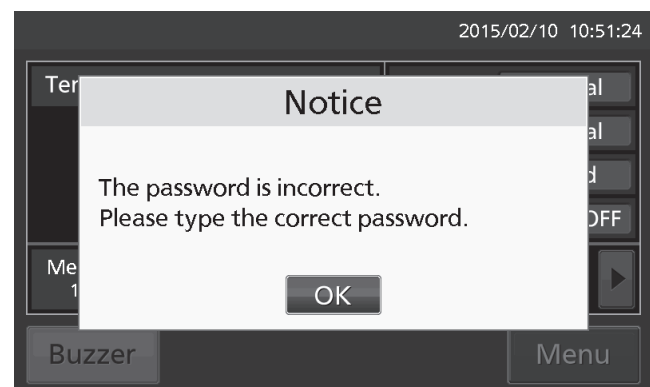 2015/02/10 10:51:24
Notice
The password is incorrect.
Please type the correct password.
OK
Buzzer
Menu